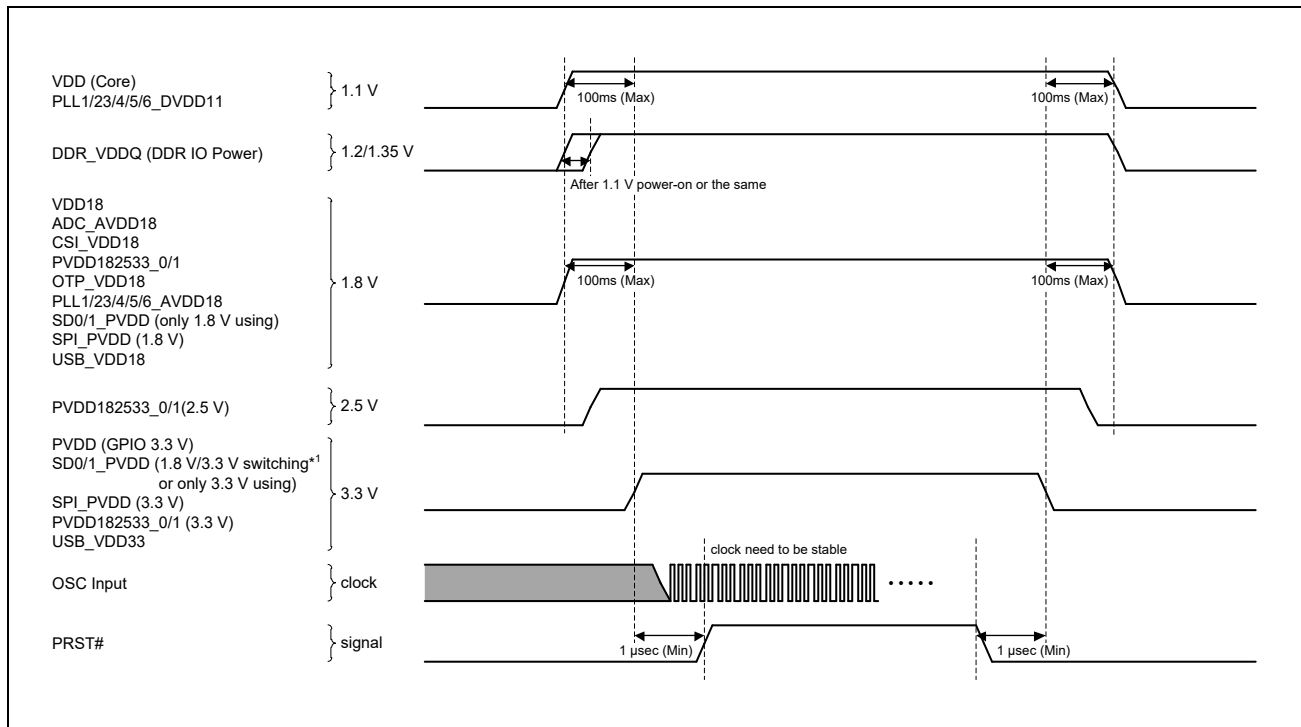 VDD (Core)
PLL1/23/4/5/6_DVDD11
1.1 V
100ms (Max)
100ms (Max)
DDR_VDDQ (DDR IO Power)
1.2/1.35 V
After 1.1 V power-on or the same
VDD18
ADC_AVDD18
CSI_VDD18
PVDD182533_0/1
OTP_VDD18
PLL1/23/4/5/6_AVDD18
SD0/1_PVDD (only 1.8 V using)
SPI_PVDD (1.8 V)
USB_VDD18
1.8 V
100ms (Max)
100ms (Max)
PVDD182533_0/1(2.5 V)
2.5 V
PVDD (GPIO 3.3 V)
SD0/1_PVDD (1.8 V/3.3 V switching*1
or only 3.3 V using)
SPI_PVDD (3.3 V)
PVDD182533_0/1 (3.3 V)
USB_VDD33
3.3 V
clock need to be stable
OSC Input
clock
PRST#
signal
1 μsec (Min)
1 μsec (Min)